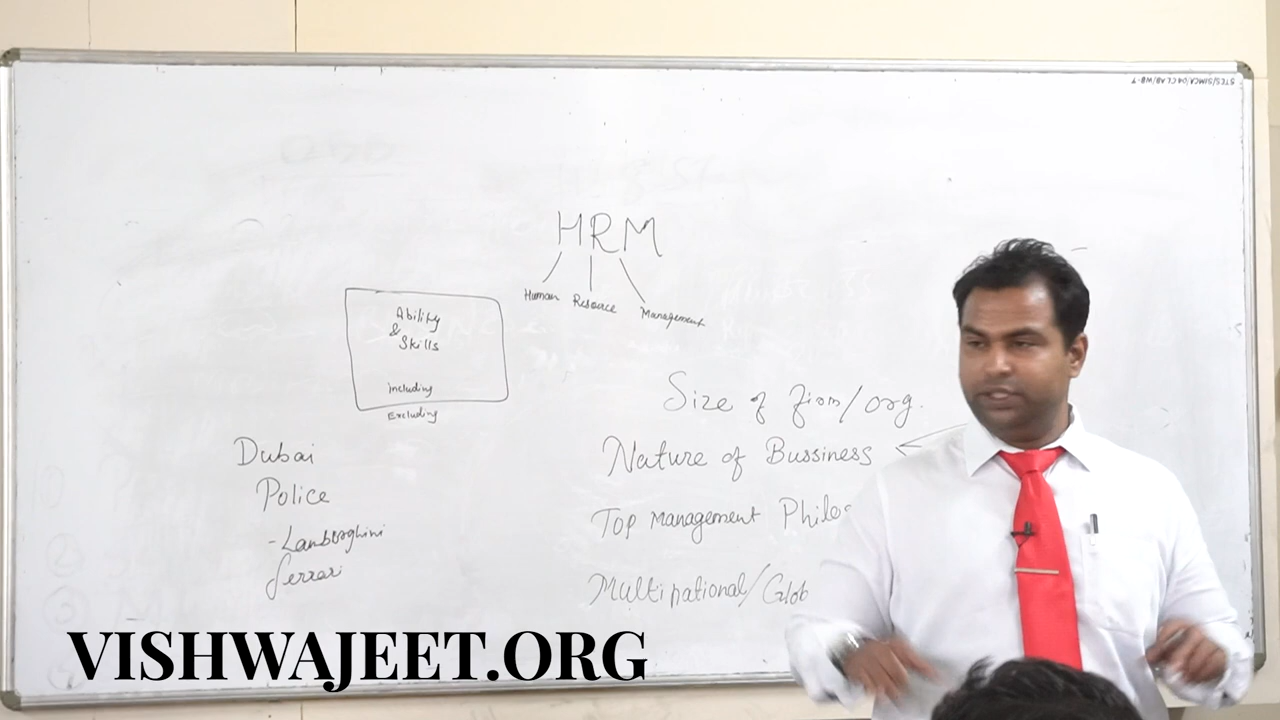 HRM
Human Resource Management
Ability
&
Skills
including
Excluding
Size of firm/org.
Nature of Bussiness
Top management Philos
Multinational/Glob
Dubai
Police
-Lamborghini
ferrari
VISHWAJEET.ORG